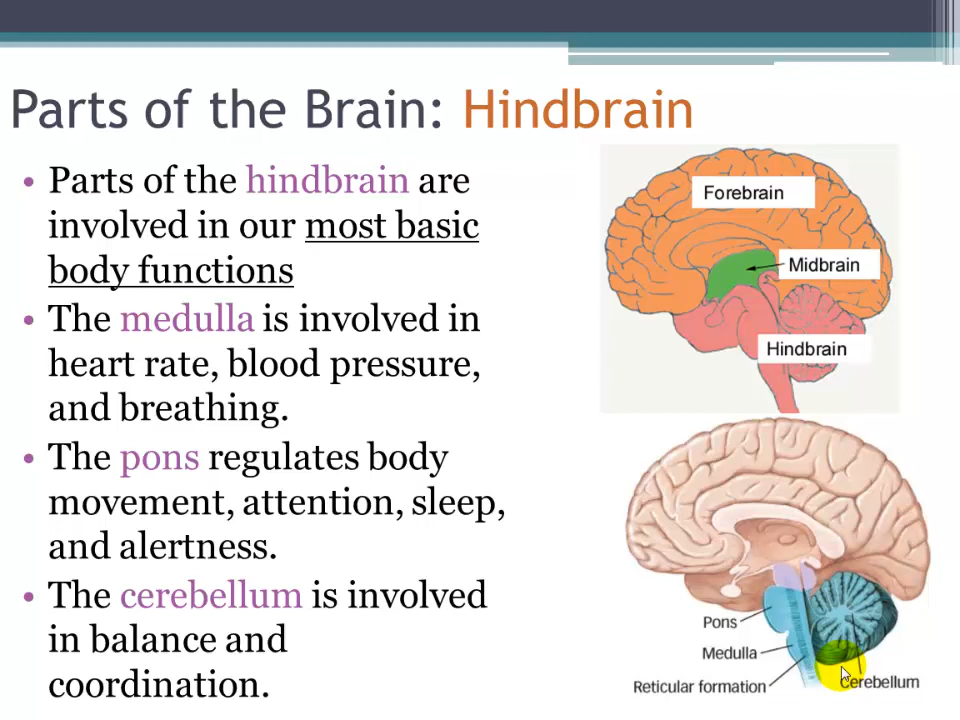 Parts of the Brain: Hindbrain
• Parts of the hindbrain are
involved in our most basic
body functions
• The medulla is involved in
heart rate, blood pressure,
and breathing.
• The pons regulates body
movement, attention, sleep,
and alertness.
• The cerebellum is involved
in balance and
coordination.
Forebrain
Midbrain
Hindbrain
Pons
Medulla
Reticular formation
Cerebellum